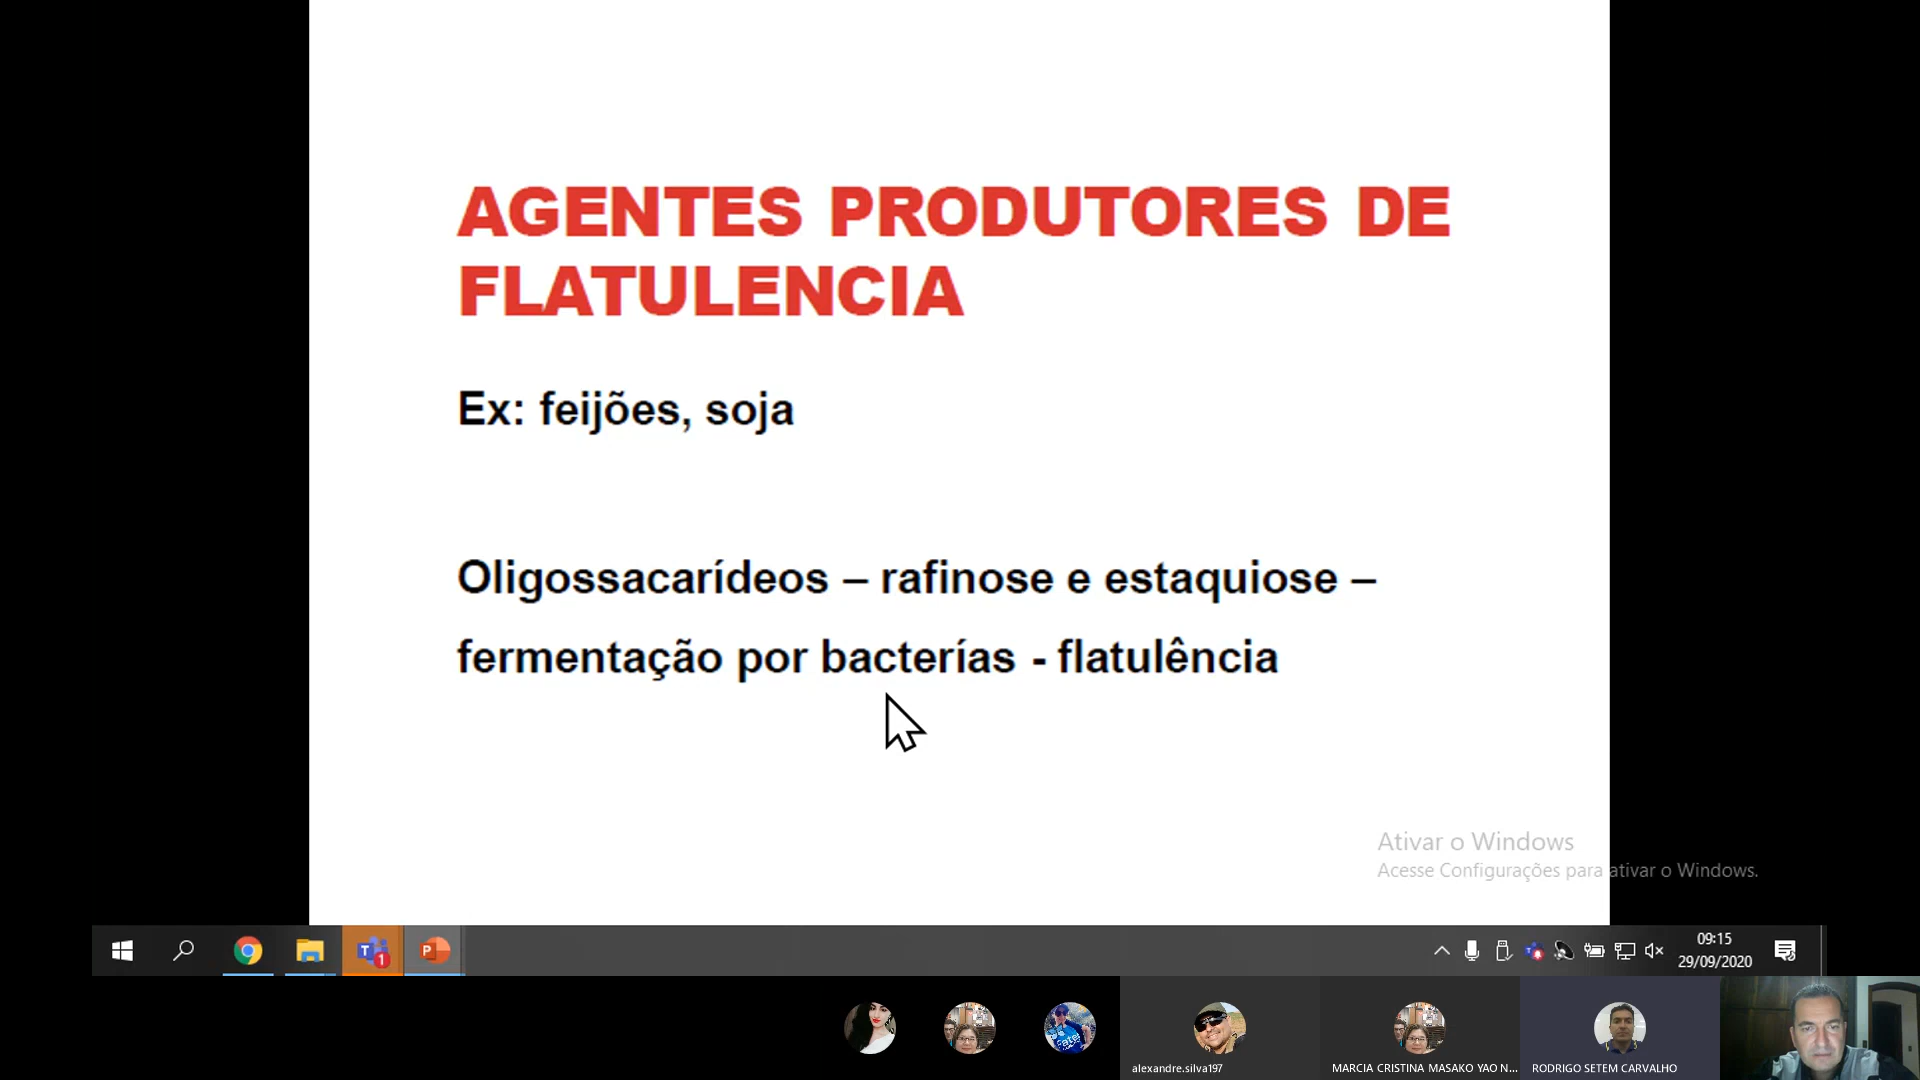 AGENTES PRODUTORES DE
FLATULENCIA
Ex: feijões, soja
Oligossacarídeos – rafinose e estaquiose –
fermentação por bacterías - flatulência
Ativar o Windows
Acesse Configurações para ativar o Windows.
09:15
29/09/2020
alexandre.silva197
MARCIA CRISTINA MASAKO YAO N...
RODRIGO SETEM CARVALHO